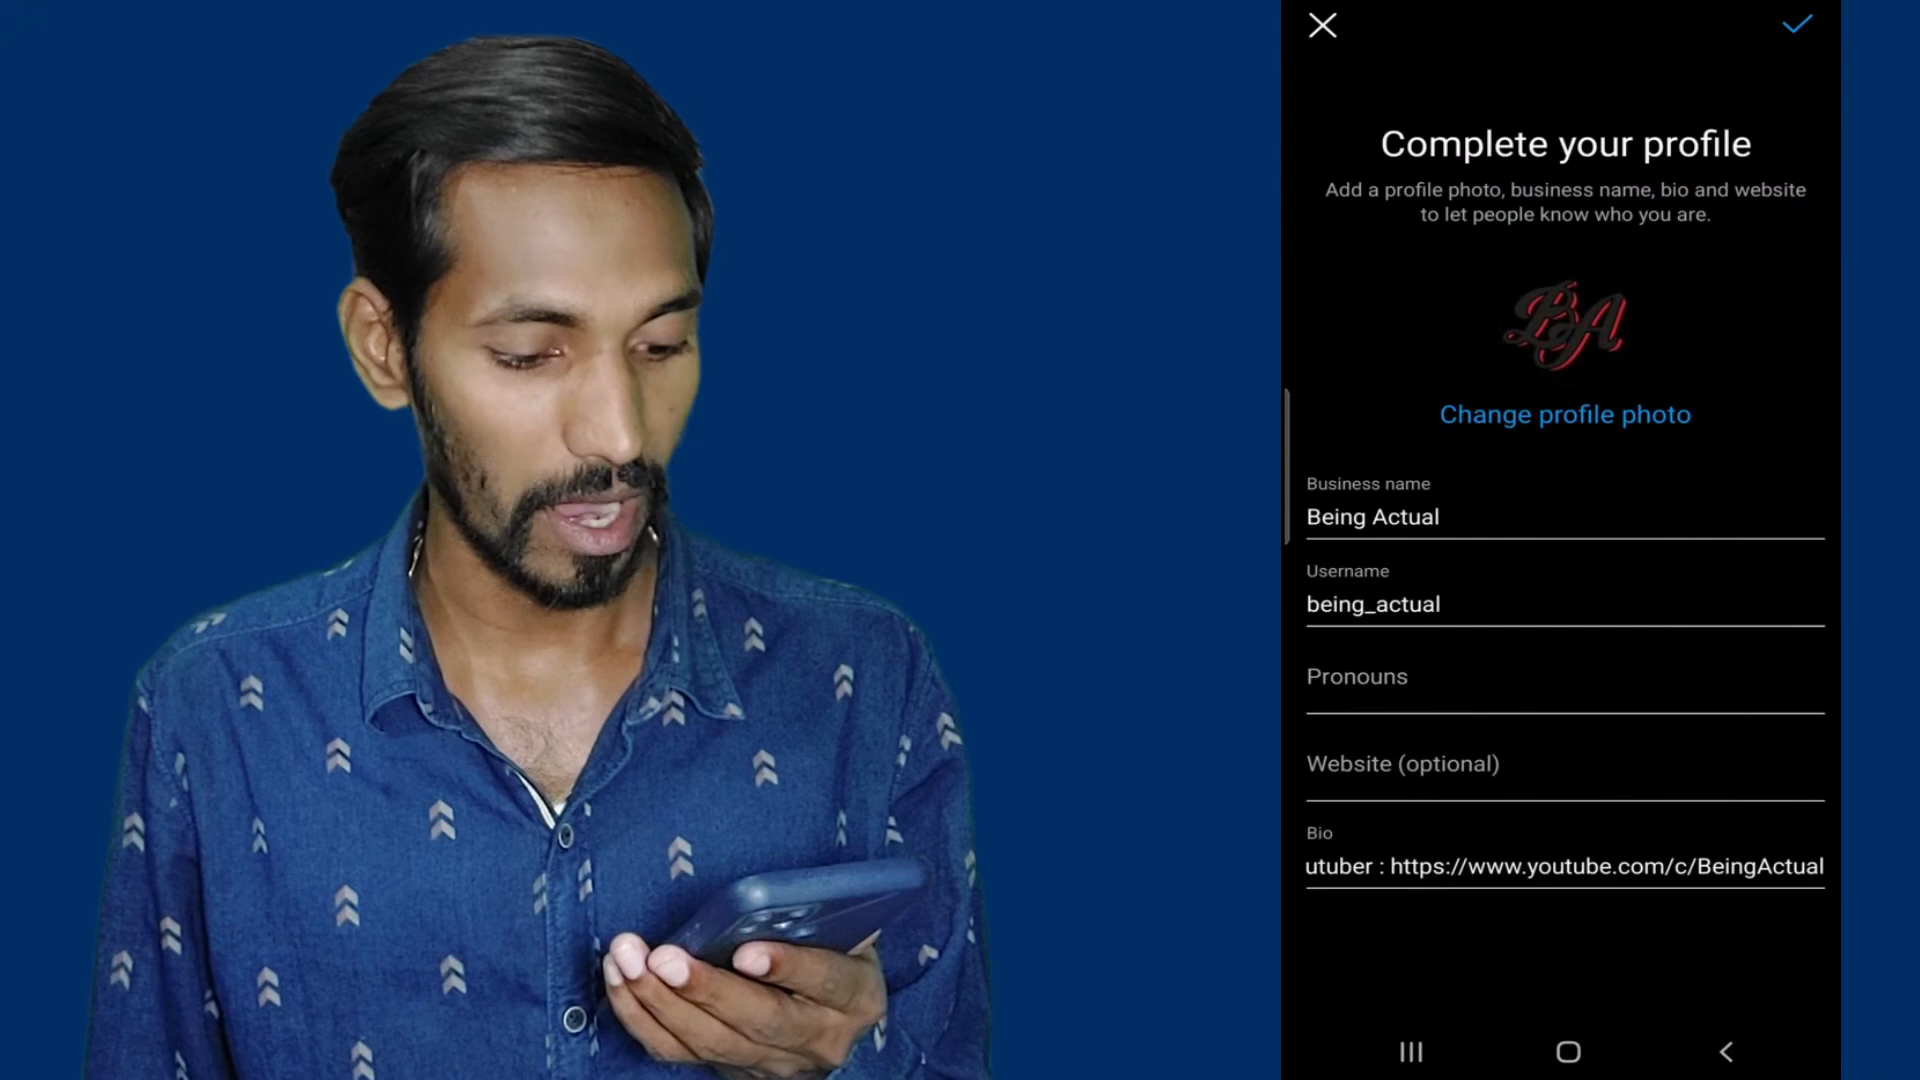 Complete your profile
Add a profile photo, business name, bio and website
to let people know who you are.
BA
Change profile photo
Business name
Being Actual
Username
being_actual
Pronouns
Website (optional)
Bio
utuber : https://www.youtube.com/c/BeingActual